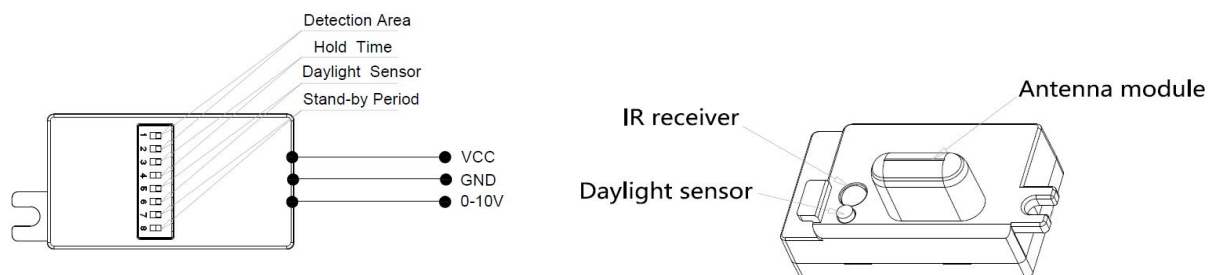 Detection Area
Hold Time
Daylight Sensor
Stand-by Period
1
2
3
4
5
6
7
8
VCC
GND
0-10V
Antenna module
IR receiver
Daylight sensor